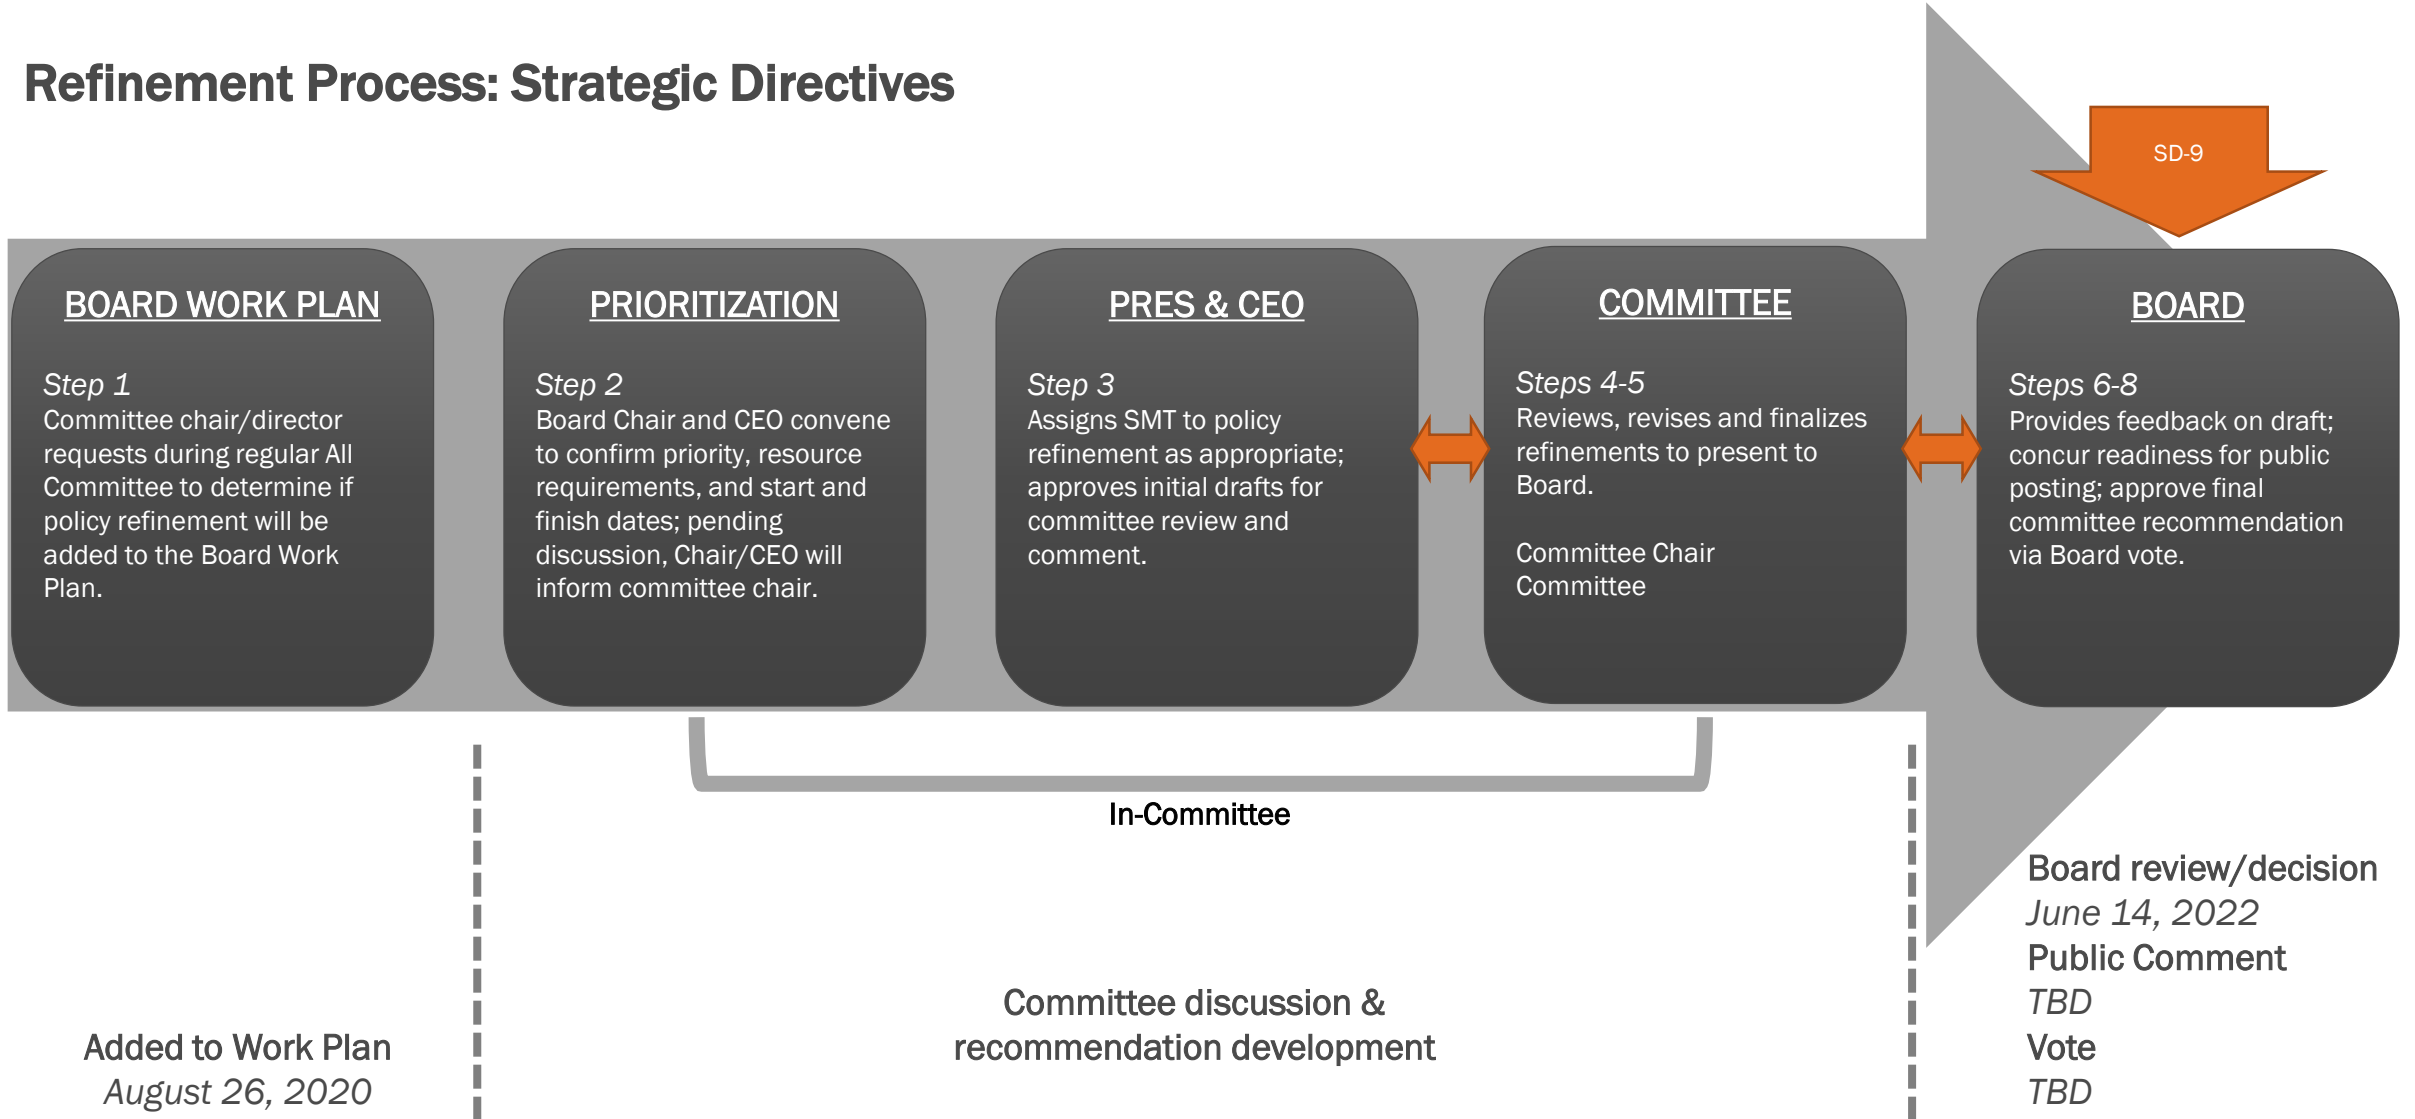 Refinement Process: Strategic Directives
SD-9
BOARD WORK PLAN
Step 1
Committee chair/director
requests during regular All
Committee to determine if
policy refinement will be
added to the Board Work
Plan.
PRIORITIZATION
Step 2
Board Chair and CEO convene
to confirm priority, resource
requirements, and start and
finish dates; pending
discussion, Chair/CEO will
inform committee chair.
PRES & CEO
Step 3
Assigns SMT to policy
refinement as appropriate;
approves initial drafts for
committee review and
comment.
COMMITTEE
Steps 4-5
Reviews, revises and finalizes
refinements to present to
Board.
Committee Chair
Committee
BOARD
Steps 6-8
Provides feedback on draft;
concur readiness for public
posting; approve final
committee recommendation
via Board vote.
In-Committee
Added to Work Plan
August 26, 2020
Committee discussion &
recommendation development
Board review/decision
June 14, 2022
Public Comment
TBD
Vote
TBD